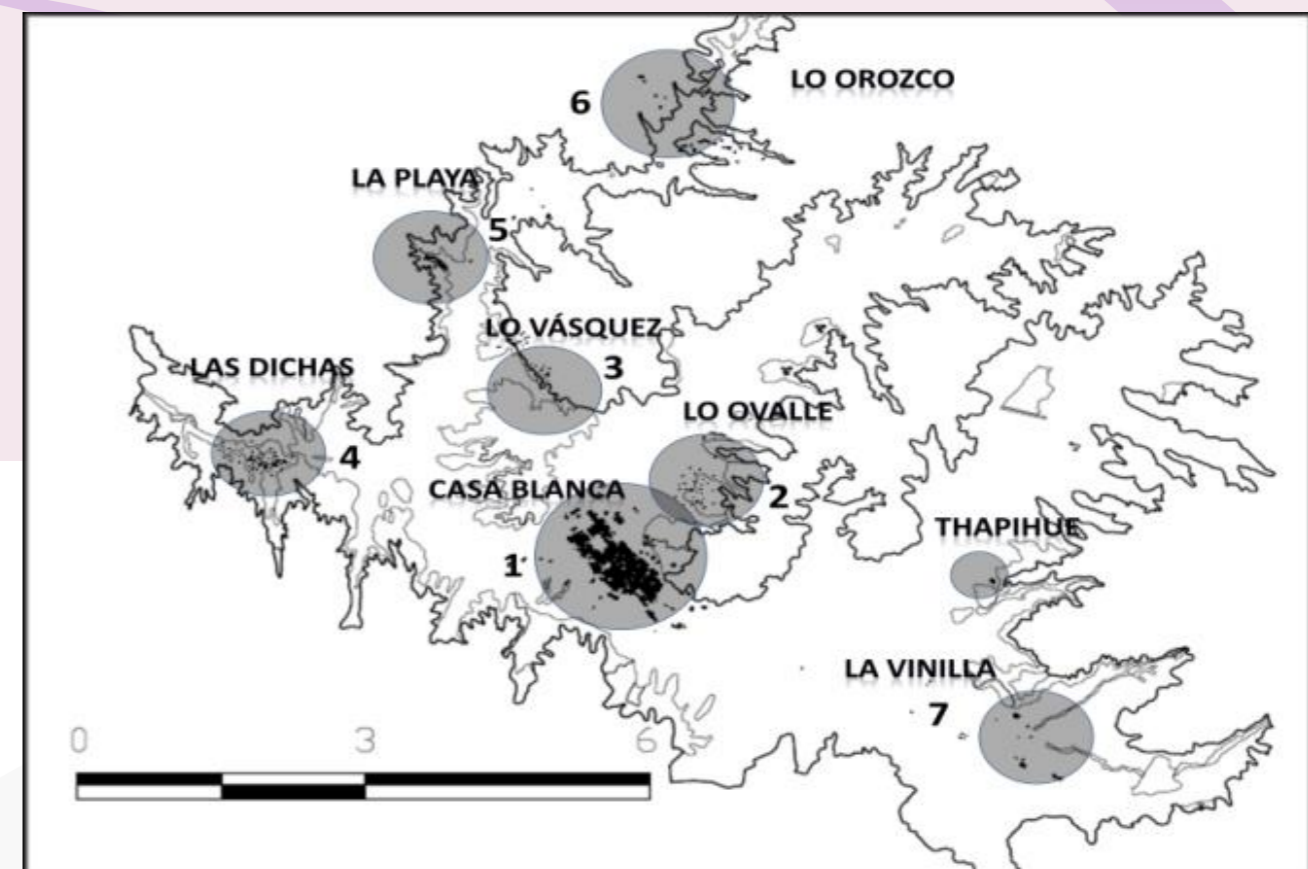 LO OROZCO
6
LA PLAYA
5
LO VÁSQUEZ
3
LAS DICHAS
4
LO OVALLE
2
CASA BLANCA
1
THAPIHUE
LA VINILLA
7
0 3 6